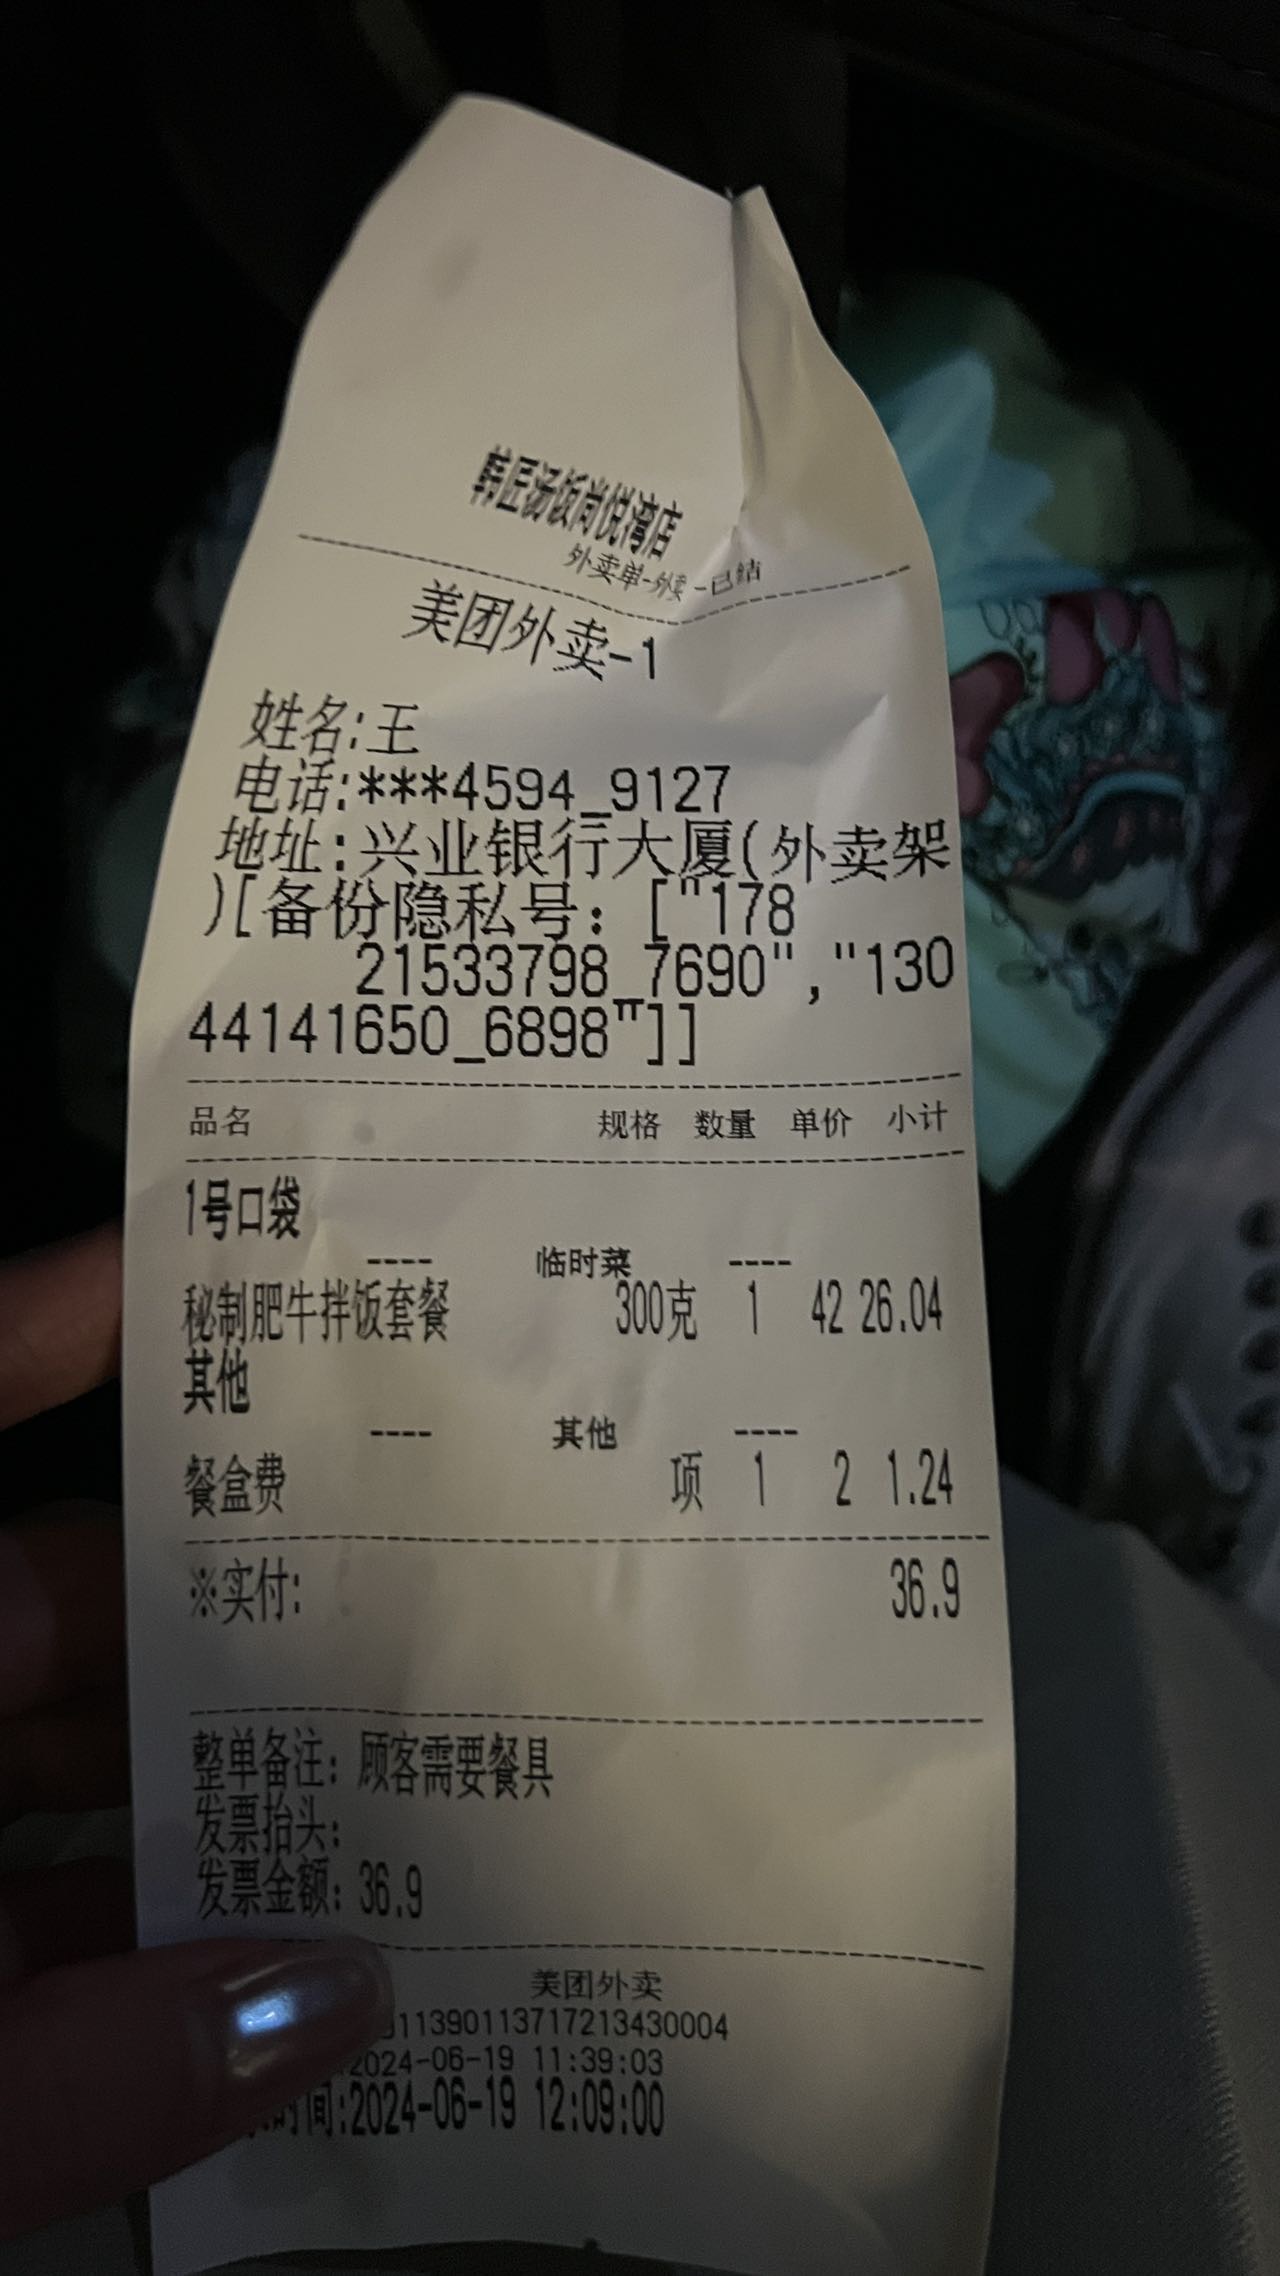 韩匠汤饭尚悦湾店
外卖单-外卖-已结
美团外卖-1
姓名:王
电话:***4594_9127
地址:兴业银行大厦(外卖架
)[备份隐私号: ["178
21533798_7690","130
44141650_6898"]]
品名 规格 数量 单价 小计
1号口袋
---- 临时菜 ----
秘制肥牛拌饭套餐 300克 1 42 26.04
其他
---- 其他 ----
餐盒费 项 1 2 1.24
※实付: 36.9
整单备注: 顾客需要餐具
发票抬头:
发票金额: 36.9
美团外卖
11390113717213430004
2024-06-19 11:39:03
时间:2024-06-19 12:09:00